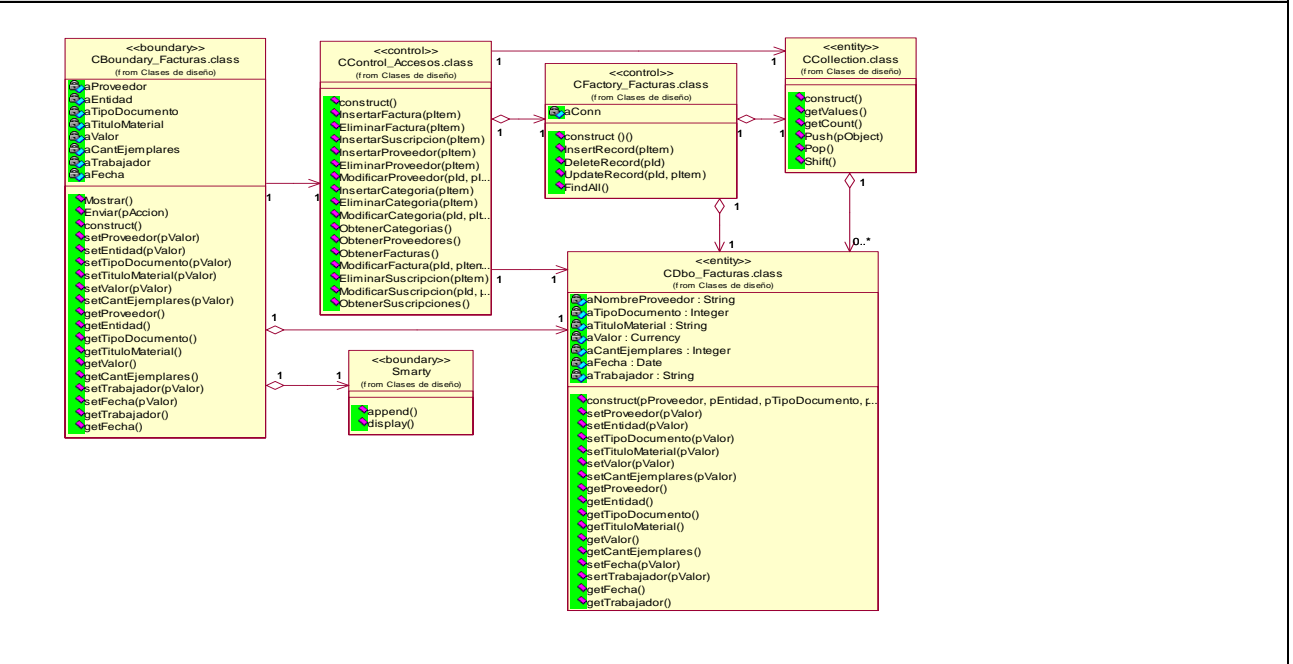 <<boundary>>
CBoundary_Facturas.class
(from Clases de diseño)
aProveedor
aEntidad
aTipoDocumento
aTituloMaterial
aValor
aCantEjemplares
aTrabajador
aFecha
Mostrar()
Enviar(pAccion)
construct()
setProveedor(pValor)
setEntidad(pValor)
setTipoDocumento(pValor)
setTituloMaterial(pValor)
setValor(pValor)
setCantEjemplares(pValor)
getProveedor()
getEntidad()
getTipoDocumento()
getTituloMaterial()
getValor()
getCantEjemplares()
setTrabajador(pValor)
setFecha(pValor)
getTrabajador()
getFecha()
1
1
<<control>>
CControl_Accesos.class
(from Clases de diseño)
construct()
InsertarFactura(pItem)
EliminarFactura(pItem)
InsertarSuscripcion(pItem)
InsertarProveedor(pItem)
EliminarProveedor(pItem)
ModificarProveedor(pId, pI...
InsertarCategoria(pItem)
EliminarCategoria(pItem)
ModificarCategoria(pId, pIt...
ObtenerCategorias()
ObtenerProveedores()
ObtenerFacturas()
ModificarFactura(pId, pItem...
EliminarSuscripcion(pItem)
ModificarSuscripcion(pId, ...
ObtenerSuscripciones()
1
1
1
1
<<control>>
CFactory_Facturas.class
(from Clases de diseño)
aConn
construct ()()
InsertRecord(pItem)
DeleteRecord(pId)
UpdateRecord(pId, pItem)
FindAll()
1
1
<<entity>>
CCollection.class
(from Clases de diseño)
construct()
getValues()
getCount()
Push(pObject)
Pop()
Shift()
1
0..*
1
1
1
1
1
1
<<boundary>>
Smarty
(from Clases de diseño)
append()
display()
1
1
<<entity>>
CDbo_Facturas.class
(from Clases de diseño)
aNombreProveedor : String
aTipoDocumento : Integer
aTituloMaterial : String
aValor : Currency
aCantEjemplares : Integer
aFecha : Date
aTrabajador : String
construct(pProveedor, pEntidad, pTipoDocumento, ...
setProveedor(pValor)
setEntidad(pValor)
setTipoDocumento(pValor)
setTituloMaterial(pValor)
setValor(pValor)
setCantEjemplares(pValor)
getProveedor()
getEntidad()
getTipoDocumento()
getTituloMaterial()
getValor()
getCantEjemplares()
setFecha(pValor)
sertTrabajador(pValor)
getFecha()
getTrabajador()